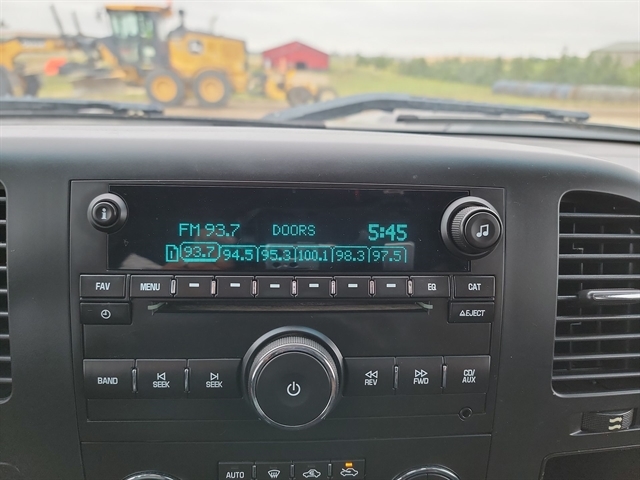 FM 93.7 DOORS 5:45
1 93.7 94.5 95.3 100.1 98.3 97.5
FAV MENU EQ CAT
EJECT
BAND SEEK SEEK REV FWD CD/AUX
AUTO